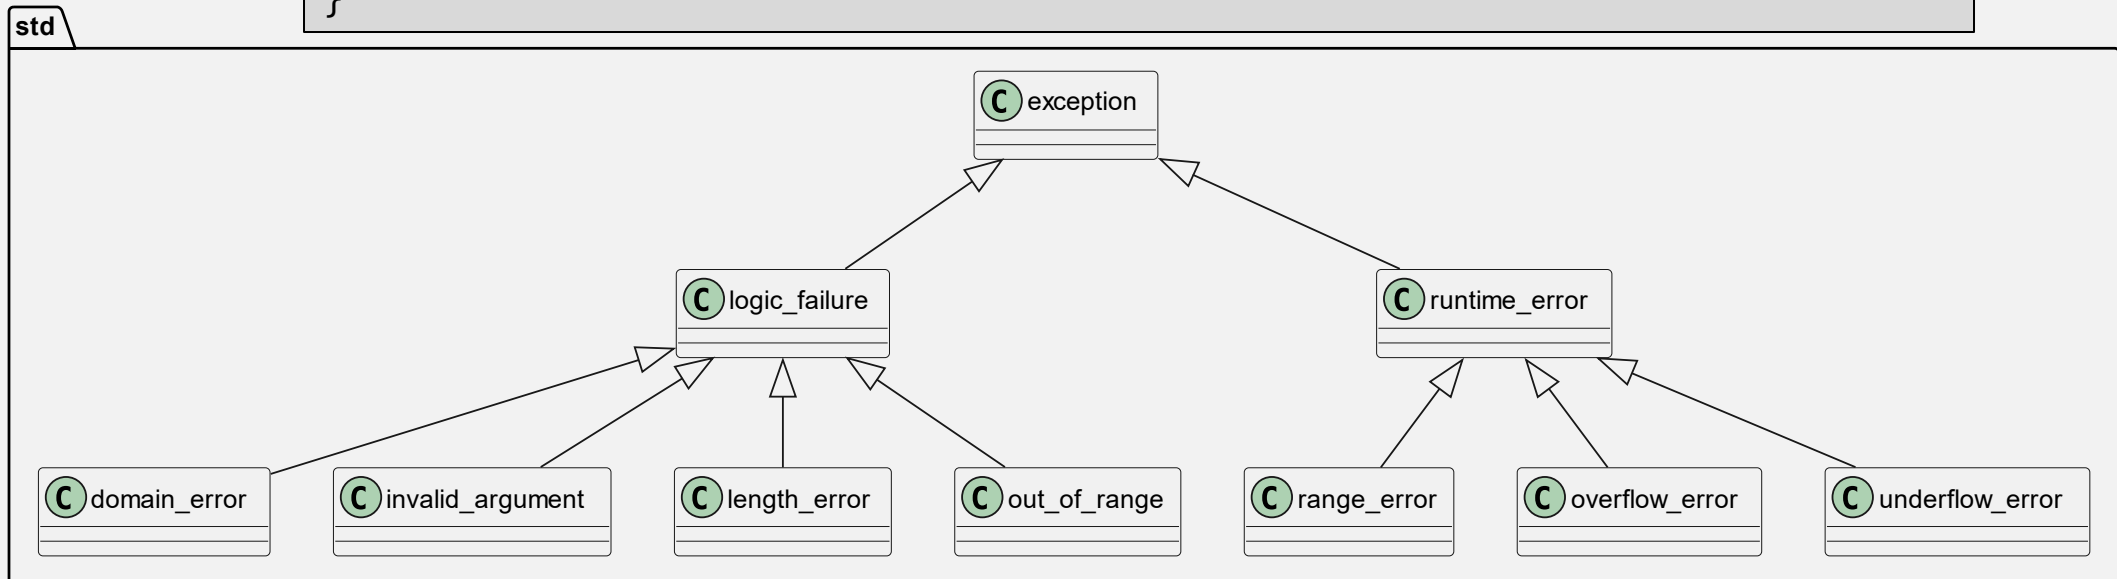 }
std
C exception
C logic_failure
C runtime_error
C domain_error
C invalid_argument
C length_error
C out_of_range
C range_error
C overflow_error
C underflow_error